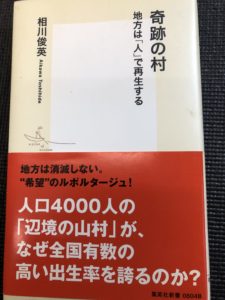 奇跡の村
地方は「人」で再生する
相川俊英
Aikawa Toshihide
地方は消滅しない。
“希望”のルポルタージュ!
人口4000人の
「辺境の山村」が、
なぜ全国有数の
高い出生率を誇るのか?
集英社新書 0804B